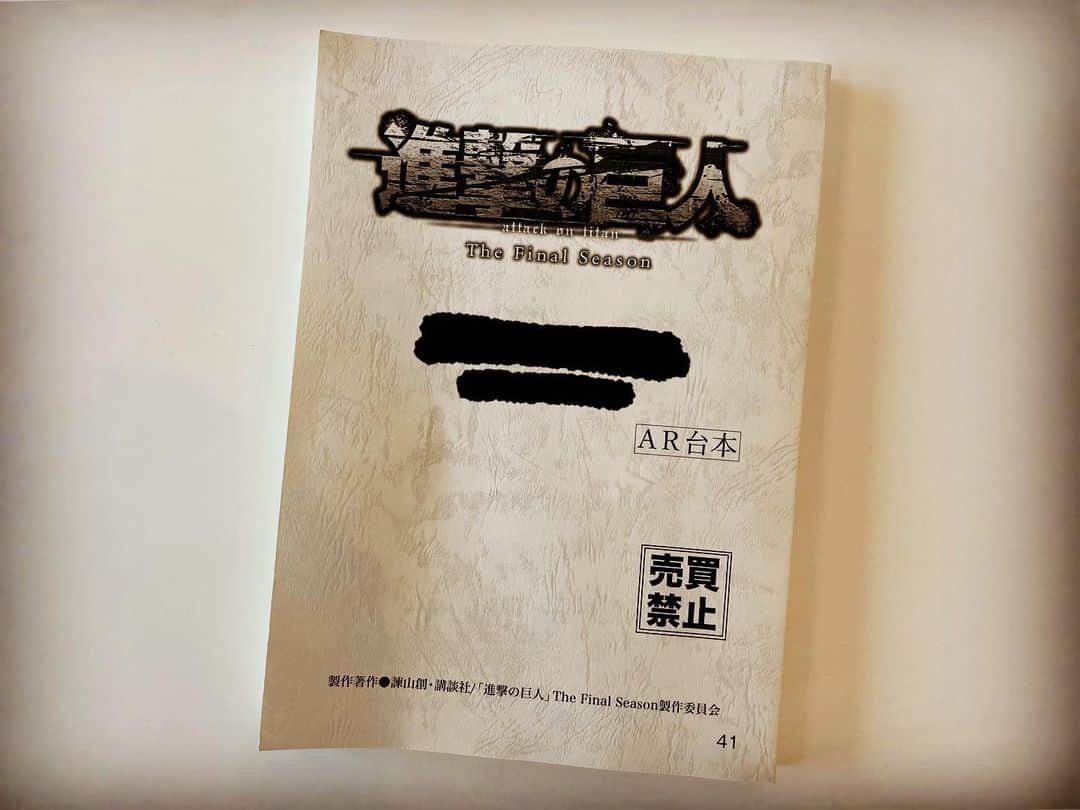 進撃の巨人
attack on titan
The Final Season
AR台本
売買
禁止
製作著作●諫山創・講談社/「進撃の巨人」The Final Season製作委員会
41